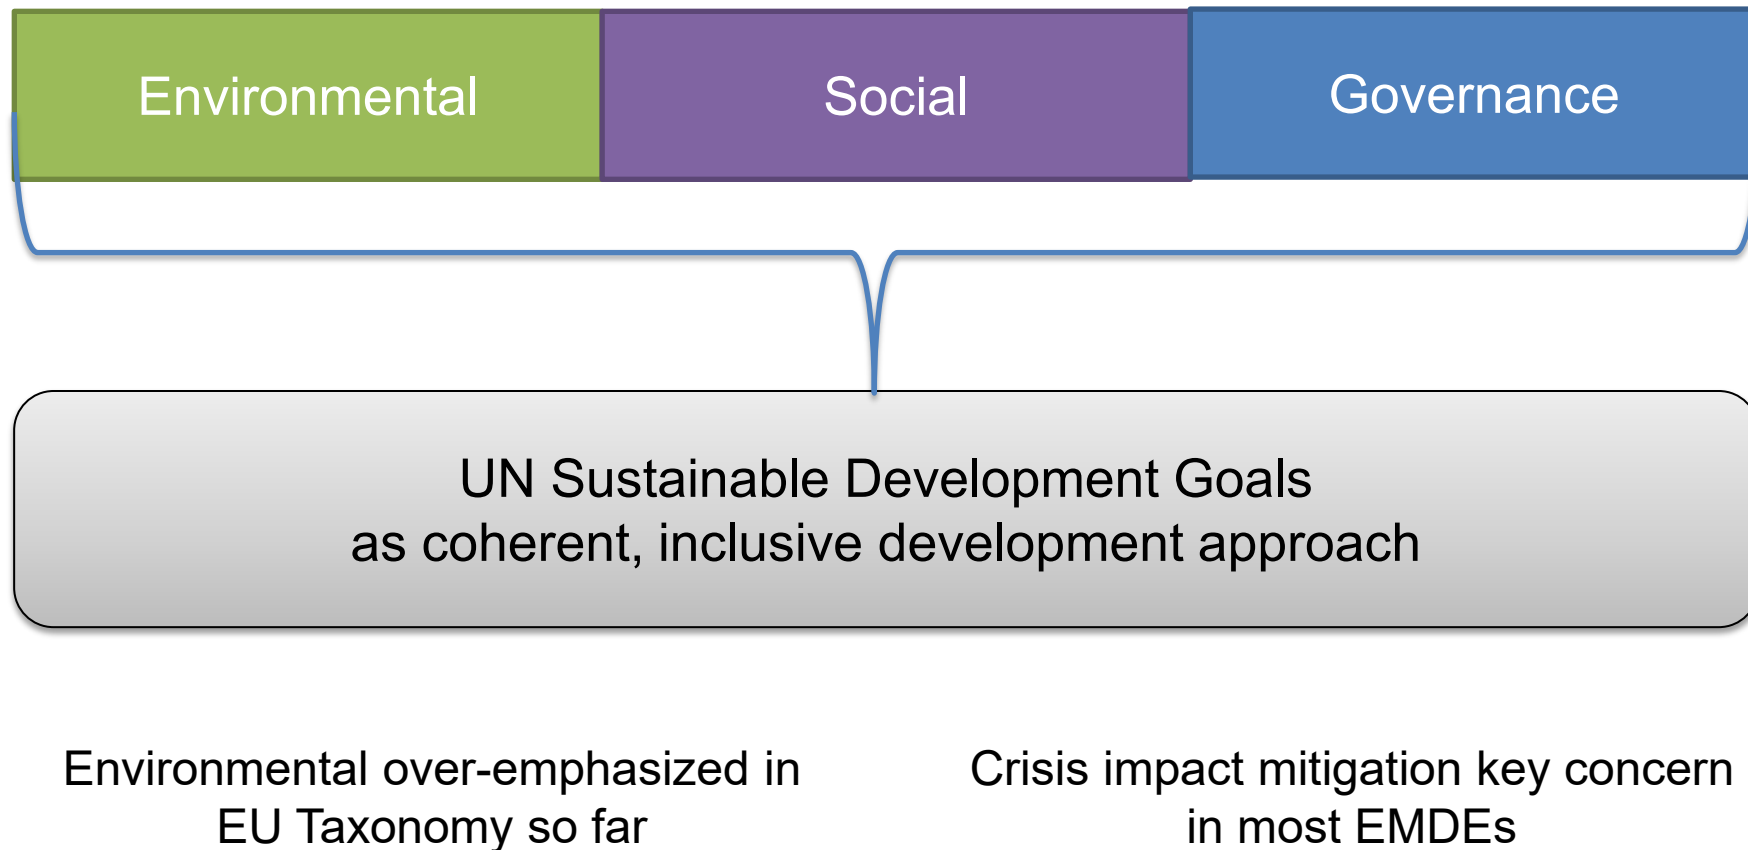 Environmental
Social
Governance
UN Sustainable Development Goals
as coherent, inclusive development approach
Environmental over-emphasized in
EU Taxonomy so far
Crisis impact mitigation key concern
in most EMDEs